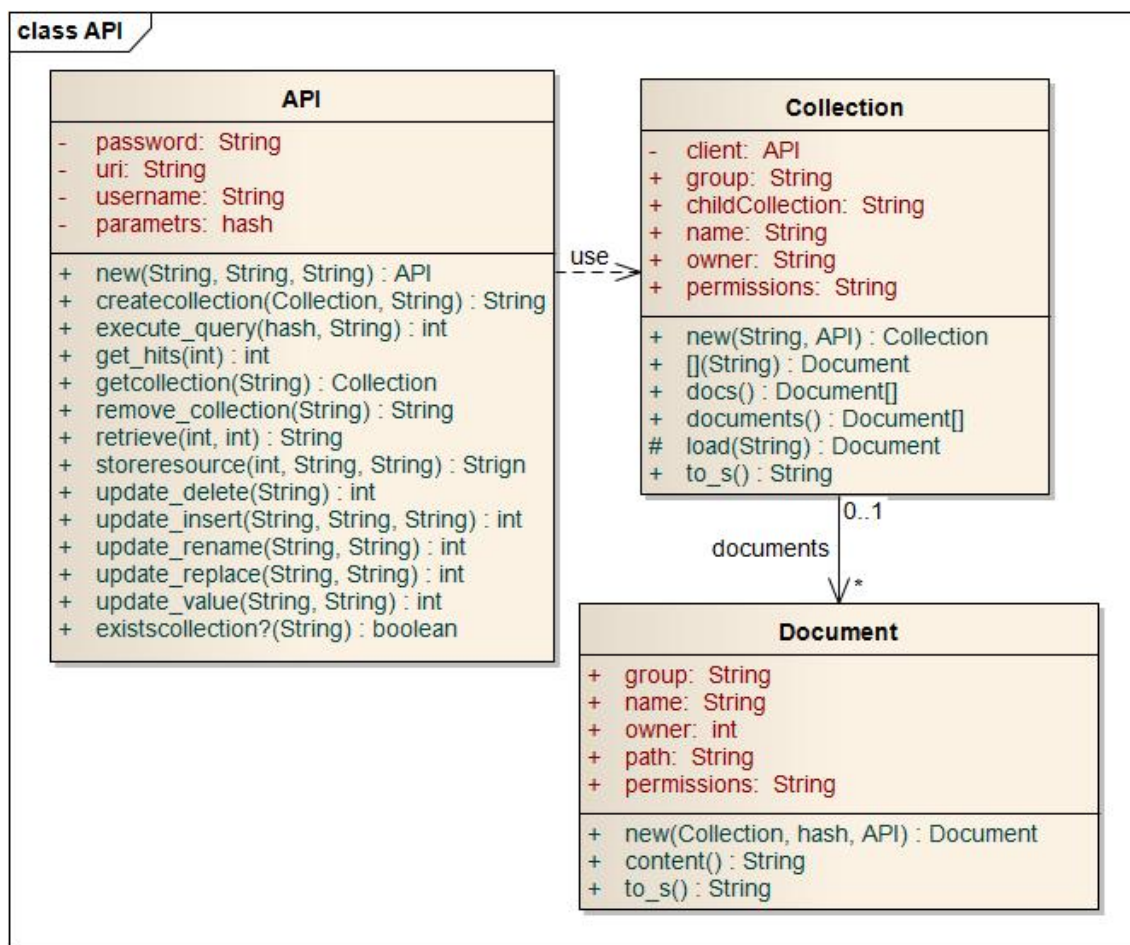 class API
API
- password: String
- uri: String
- username: String
- parametrs: hash
+ new(String, String, String) : API
+ createcollection(Collection, String) : String
+ execute_query(hash, String) : int
+ get_hits(int) : int
+ getcollection(String) : Collection
+ remove_collection(String) : String
+ retrieve(int, int) : String
+ storeresource(int, String, String) : Strign
+ update_delete(String) : int
+ update_insert(String, String, String) : int
+ update_rename(String, String) : int
+ update_replace(String, String) : int
+ update_value(String, String) : int
+ existscollection?(String) : boolean
use
Collection
- client: API
+ group: String
+ childCollection: String
+ name: String
+ owner: String
+ permissions: String
+ new(String, API) : Collection
+ [](String) : Document
+ docs() : Document[]
+ documents() : Document[]
# load(String) : Document
+ to_s() : String
0..1
documents
*
Document
+ group: String
+ name: String
+ owner: int
+ path: String
+ permissions: String
+ new(Collection, hash, API) : Document
+ content() : String
+ to_s() : String